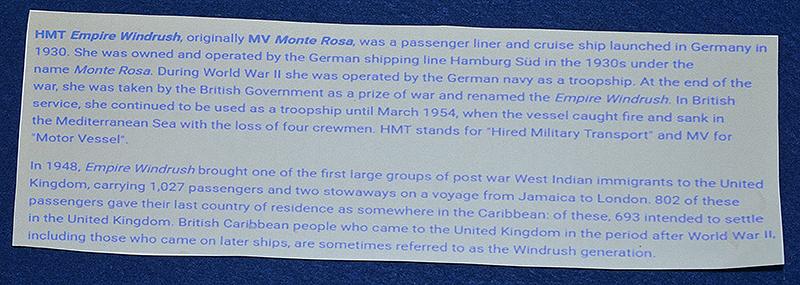 HMT Empire Windrush, originally MV Monte Rosa, was a passenger liner and cruise ship launched in Germany in
1930. She was owned and operated by the German shipping line Hamburg Süd in the 1930s under the
name Monte Rosa. During World War II she was operated by the German navy as a troopship. At the end of the
war, she was taken by the British Government as a prize of war and renamed the Empire Windrush. In British
service, she continued to be used as a troopship until March 1954, when the vessel caught fire and sank in
the Mediterranean Sea with the loss of four crewmen. HMT stands for "Hired Military Transport" and MV for
"Motor Vessel".
In 1948, Empire Windrush brought one of the first large groups of post war West Indian immigrants to the United
Kingdom, carrying 1,027 passengers and two stowaways on a voyage from Jamaica to London. 802 of these
passengers gave their last country of residence as somewhere in the Caribbean: of these, 693 intended to settle
in the United Kingdom. British Caribbean people who came to the United Kingdom in the period after World War II,
including those who came on later ships, are sometimes referred to as the Windrush generation.